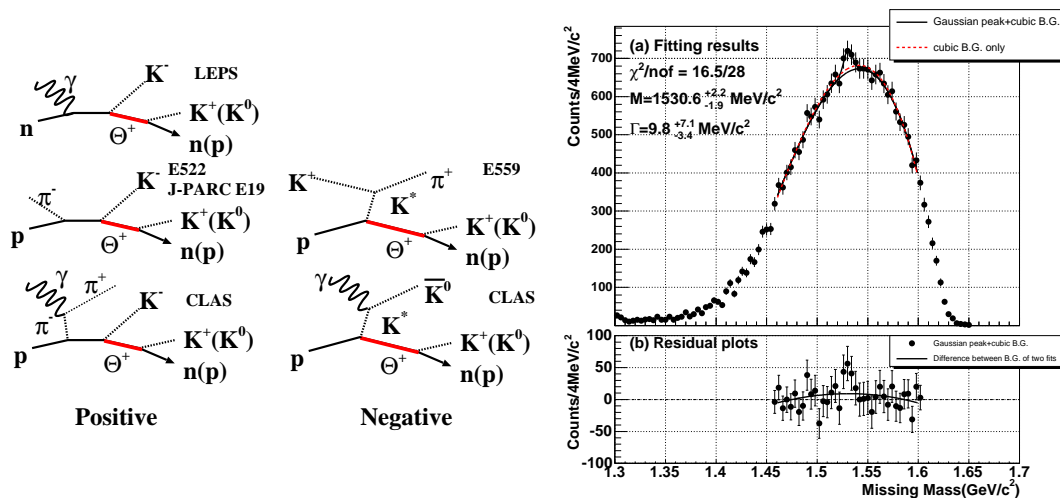 γ
K⁻ LEPS
K⁺(K⁰)
n
Θ⁺
n(p)
π⁻
K⁻ E522
J-PARC E19
K⁺(K⁰)
p
Θ⁺
n(p)
γ
π⁺
K⁻ CLAS
π⁻
K⁺(K⁰)
p
Θ⁺
n(p)
Positive
K⁺
π⁺
E559
K*
K⁺(K⁰)
p
Θ⁺
n(p)
γ
K̅⁰
CLAS
K*
K⁺(K⁰)
p
Θ⁺
n(p)
Negative
Gaussian peak+cubic B.G.
cubic B.G. only
(a) Fitting results
χ²/nof = 16.5/28
M=1530.6 +2.2 -1.9 MeV/c²
Γ=9.8 +7.1 -3.4 MeV/c²
Counts/4MeV/c²
700
600
500
400
300
200
100
0
(b) Residual plots
Gaussian peak+cubic B.G.
Difference between B.G. of two fits
Counts/4MeV/c²
100
50
0
-50
-100
1.3 1.4 1.45 1.5 1.55 1.6 1.65 1.7
Missing Mass(GeV/c²)